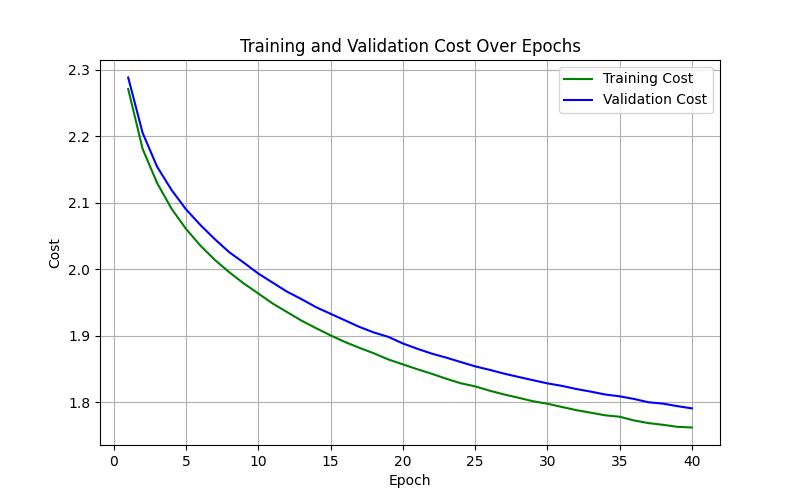 Training and Validation Cost Over Epochs
Training Cost
Validation Cost
2.3
2.2
2.1
2.0
1.9
1.8
Cost
0 5 10 15 20 25 30 35 40
Epoch